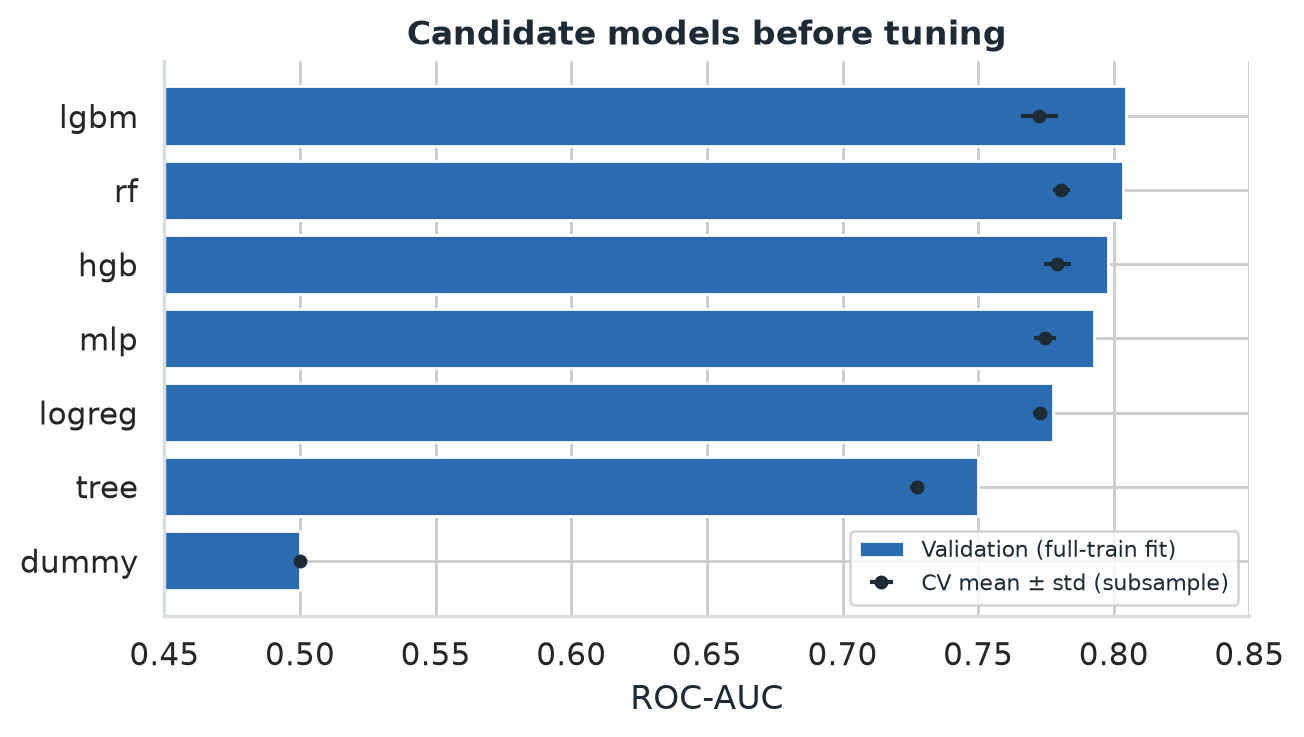 Candidate models before tuning
lgbm
rf
hgb
mlp
logreg
tree
dummy
Validation (full-train fit)
CV mean ± std (subsample)
0.45 0.50 0.55 0.60 0.65 0.70 0.75 0.80 0.85
ROC-AUC